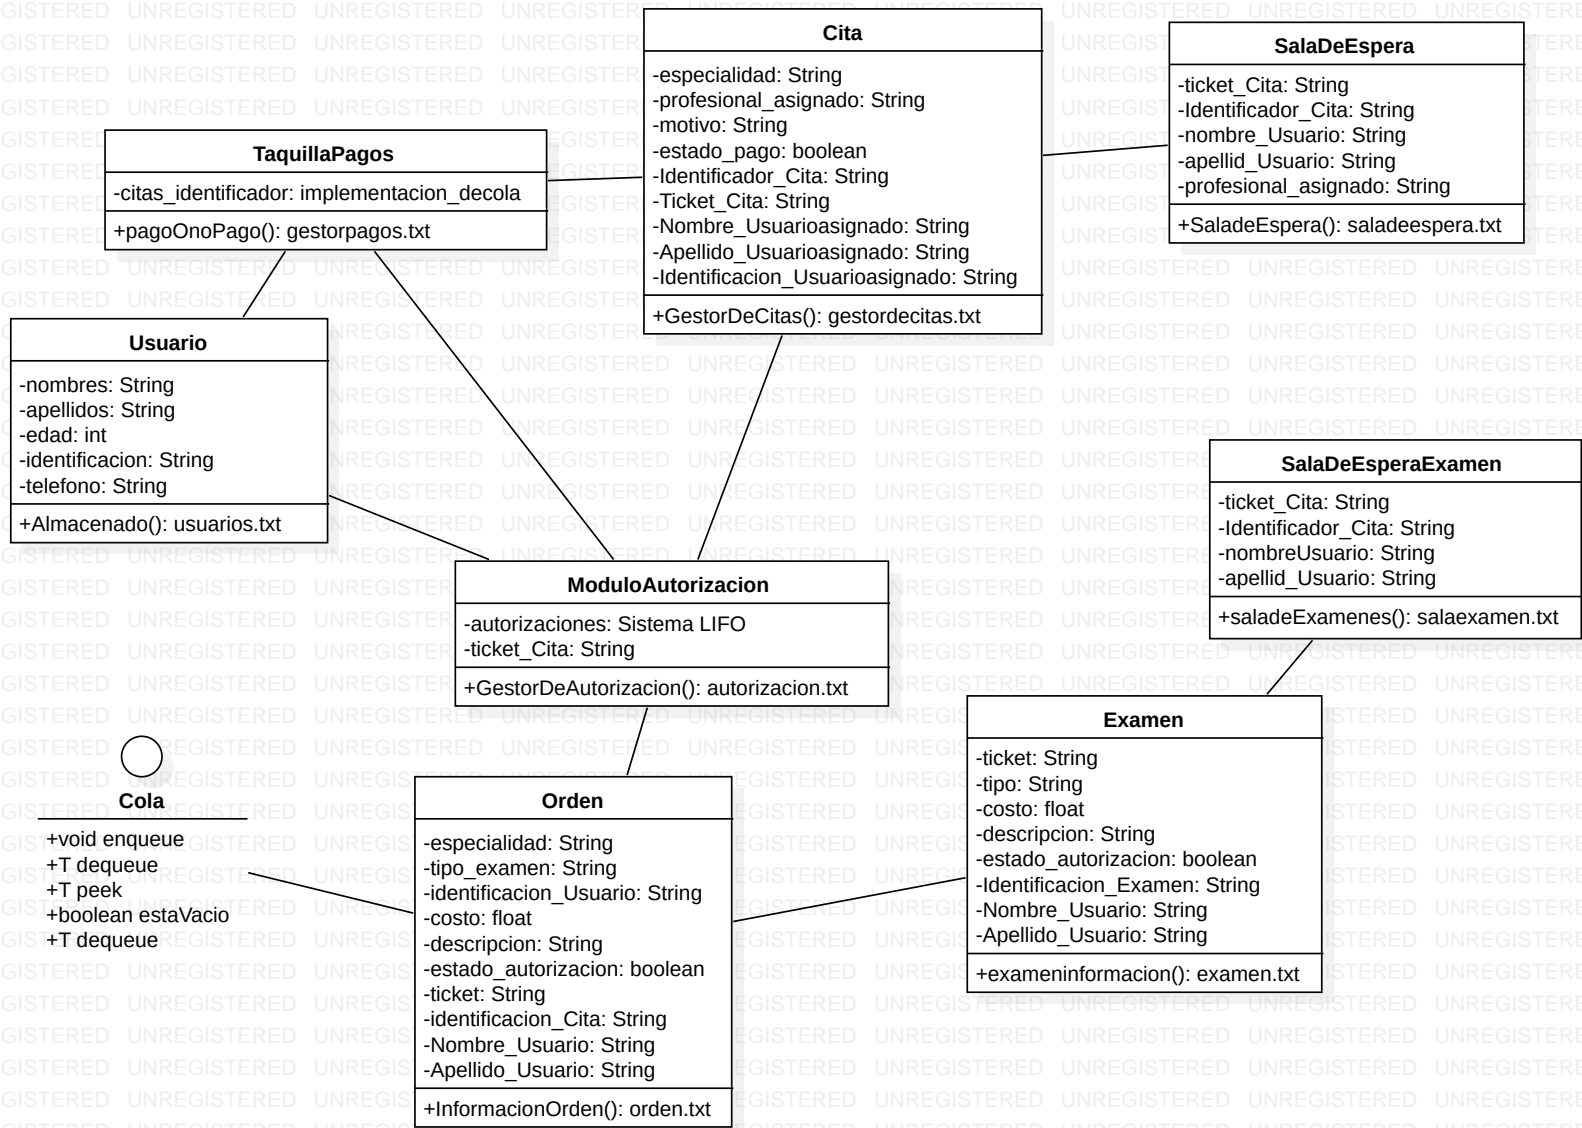 Cita
-especialidad: String
-profesional_asignado: String
-motivo: String
-estado_pago: boolean
-Identificador_Cita: String
-Ticket_Cita: String
-Nombre_Usuarioasignado: String
-Apellido_Usuarioasignado: String
-Identificacion_Usuarioasignado: String
+GestorDeCitas(): gestordecitas.txt
SalaDeEspera
-ticket_Cita: String
-Identificador_Cita: String
-nombre_Usuario: String
-apellid_Usuario: String
-profesional_asignado: String
+SaladeEspera(): saladeespera.txt
TaquillaPagos
-citas_identificador: implementacion_decola
+pagoOnoPago(): gestorpagos.txt
Usuario
-nombres: String
-apellidos: String
-edad: int
-identificacion: String
-telefono: String
+Almacenado(): usuarios.txt
SalaDeEsperaExamen
-ticket_Cita: String
-Identificador_Cita: String
-nombreUsuario: String
-apellid_Usuario: String
+saladeExamenes(): salaexamen.txt
ModuloAutorizacion
-autorizaciones: Sistema LIFO
-ticket_Cita: String
+GestorDeAutorizacion(): autorizacion.txt
Examen
-ticket: String
-tipo: String
-costo: float
-descripcion: String
-estado_autorizacion: boolean
-Identificacion_Examen: String
-Nombre_Usuario: String
-Apellido_Usuario: String
+exameninformacion(): examen.txt
Cola
+void enqueue
+T dequeue
+T peek
+boolean estaVacio
+T dequeue
Orden
-especialidad: String
-tipo_examen: String
-identificacion_Usuario: String
-costo: float
-descripcion: String
-estado_autorizacion: boolean
-ticket: String
-identificacion_Cita: String
-Nombre_Usuario: String
-Apellido_Usuario: String
+InformacionOrden(): orden.txt
UNREGISTERED